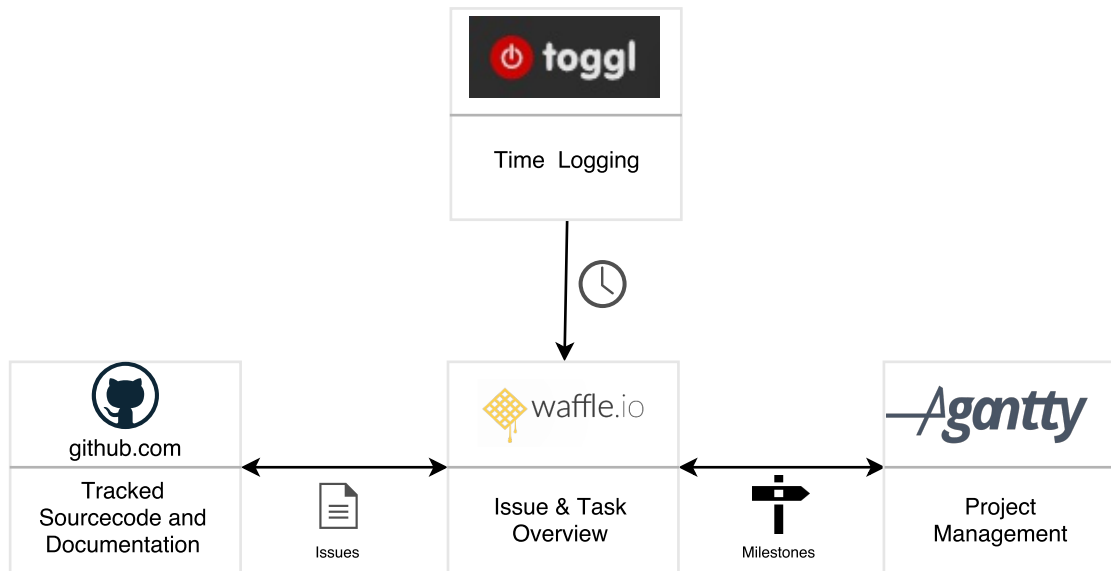 toggl
Time Logging
github.com
Tracked
Sourcecode and
Documentation
Issues
waffle.io
Issue & Task
Overview
Milestones
Agantty
Project
Management